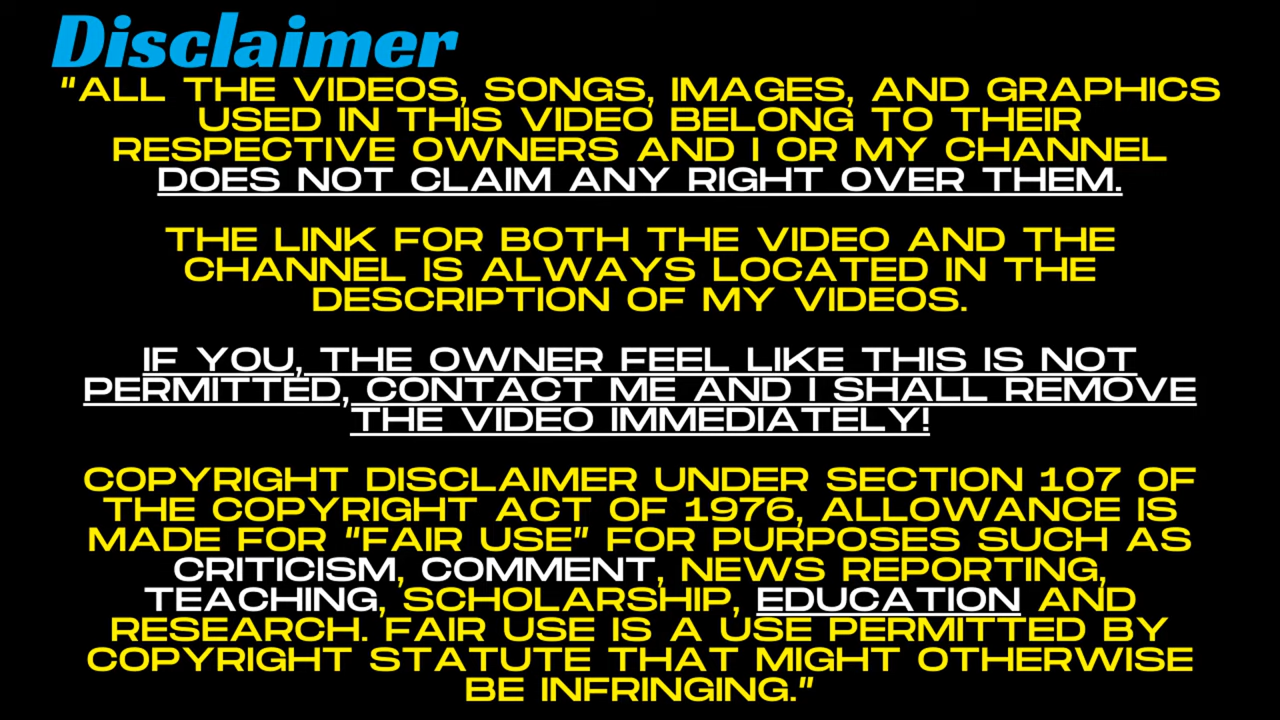 Disclaimer
"ALL THE VIDEOS, SONGS, IMAGES, AND GRAPHICS
USED IN THIS VIDEO BELONG TO THEIR
RESPECTIVE OWNERS AND I OR MY CHANNEL
DOES NOT CLAIM ANY RIGHT OVER THEM.
THE LINK FOR BOTH THE VIDEO AND THE
CHANNEL IS ALWAYS LOCATED IN THE
DESCRIPTION OF MY VIDEOS.
IF YOU, THE OWNER FEEL LIKE THIS IS NOT
PERMITTED, CONTACT ME AND I SHALL REMOVE
THE VIDEO IMMEDIATELY!
COPYRIGHT DISCLAIMER UNDER SECTION 107 OF
THE COPYRIGHT ACT OF 1976, ALLOWANCE IS
MADE FOR "FAIR USE" FOR PURPOSES SUCH AS
CRITICISM, COMMENT, NEWS REPORTING,
TEACHING, SCHOLARSHIP, EDUCATION AND
RESEARCH. FAIR USE IS A USE PERMITTED BY
COPYRIGHT STATUTE THAT MIGHT OTHERWISE
BE INFRINGING."